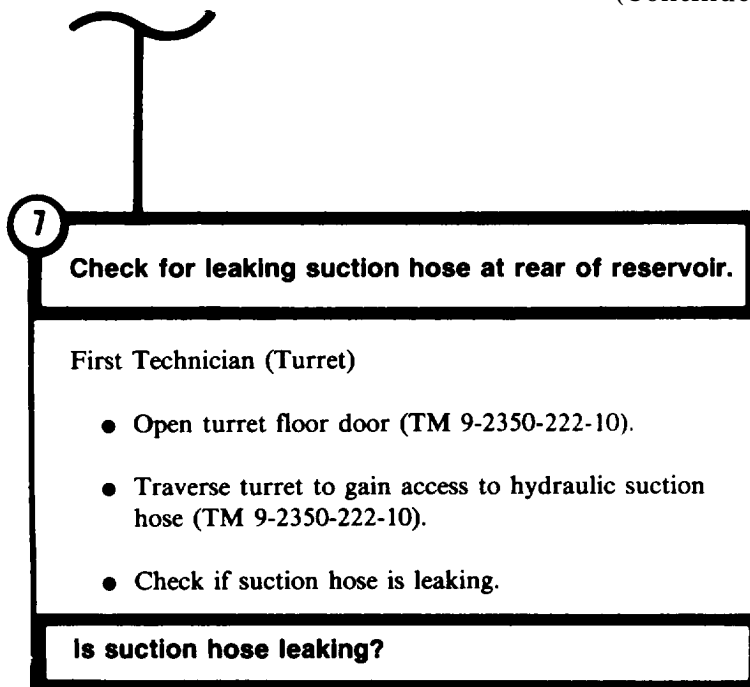 7
Check for leaking suction hose at rear of reservoir.
First Technician (Turret)
● Open turret floor door (TM 9-2350-222-10).
● Traverse turret to gain access to hydraulic suction
hose (TM 9-2350-222-10).
● Check if suction hose is leaking.
Is suction hose leaking?